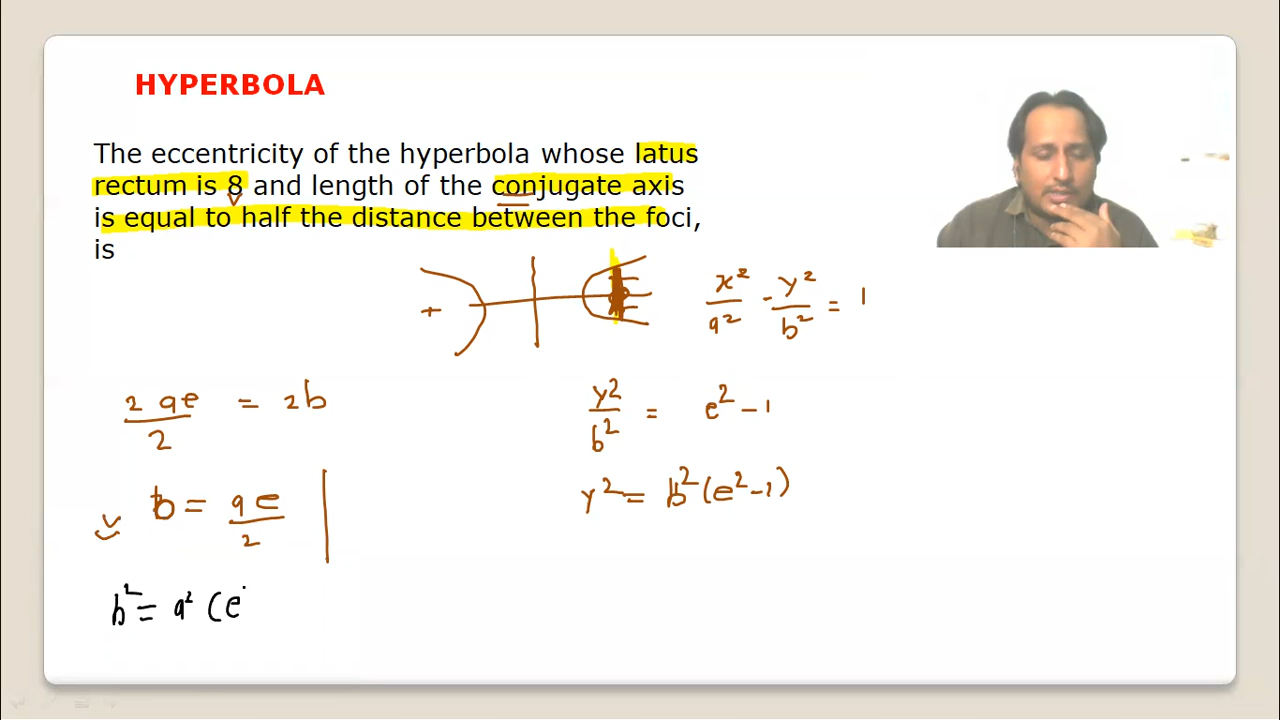 HYPERBOLA
The eccentricity of the hyperbola whose latus
rectum is 8 and length of the conjugate axis
is equal to half the distance between the foci,
is
x²/a² - y²/b² = 1
2ae/2 = 2b
y²/b² = e² - 1
b = ae/2
y² = b²(e²-1)
b² = a² (e